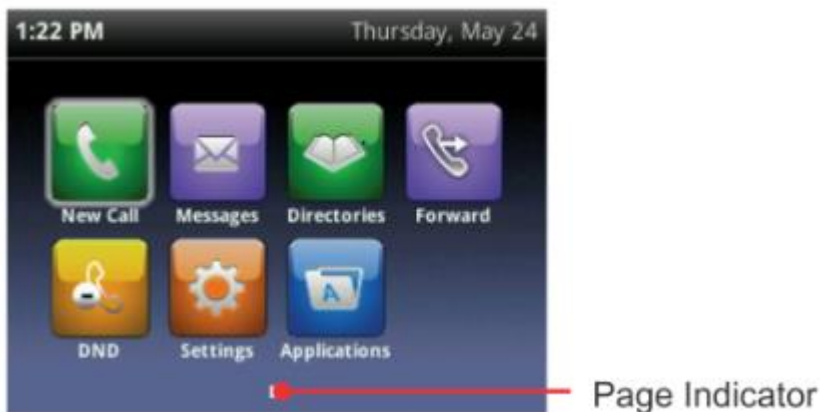 1:22 PM Thursday, May 24
New Call Messages Directories Forward
A
DND Settings Applications
Page Indicator